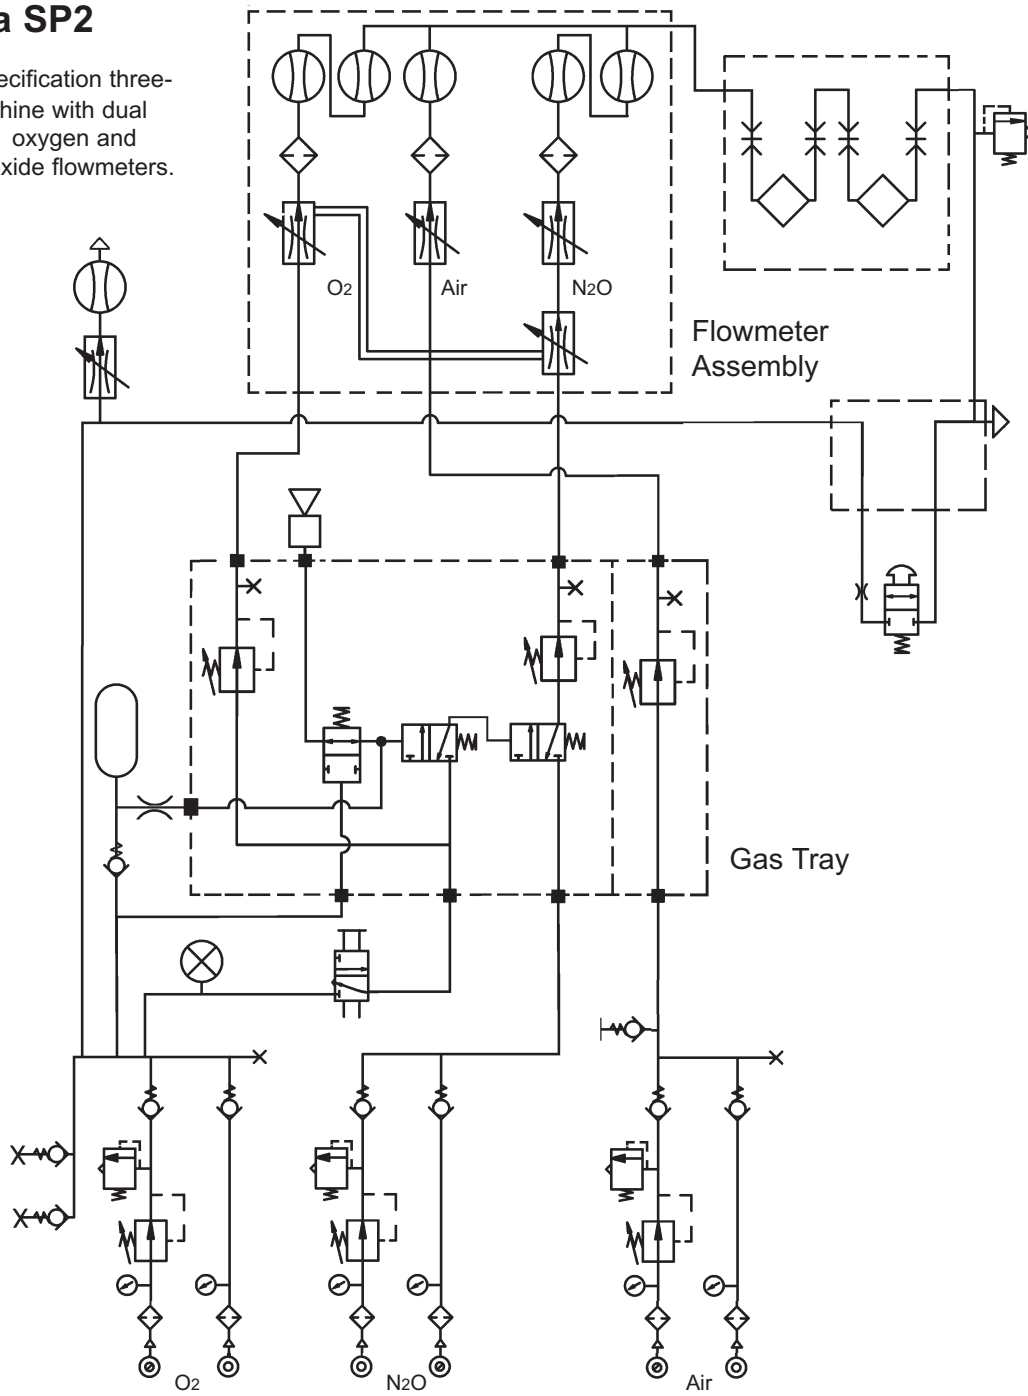 a SP2
ecification three-
hine with dual
oxygen and
xide flowmeters.
O2
Air
N2O
Flowmeter
Assembly
Gas Tray
O2
N2O
Air